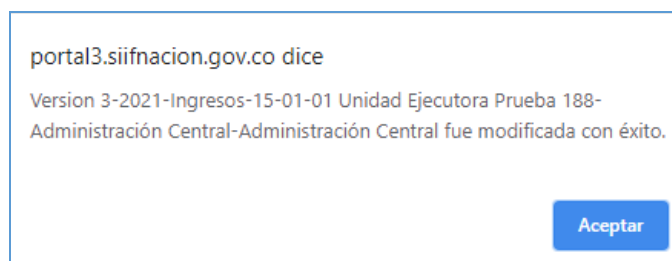 portal3.siifnacion.gov.co dice
Version 3-2021-Ingresos-15-01-01 Unidad Ejecutora Prueba 188-
Administración Central-Administración Central fue modificada con éxito.
Aceptar